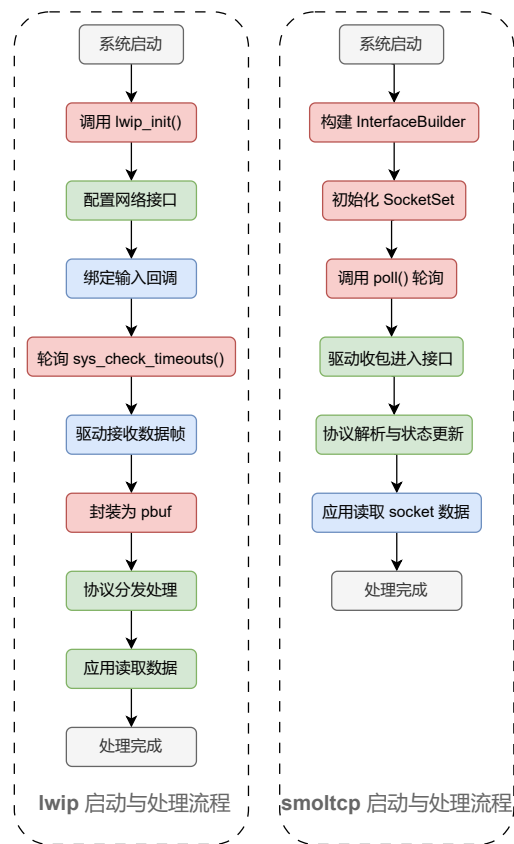 系统启动
调用 lwip_init()
配置网络接口
绑定输入回调
轮询 sys_check_timeouts()
驱动接收数据帧
封装为 pbuf
协议分发处理
应用读取数据
处理完成
lwip 启动与处理流程
系统启动
构建 InterfaceBuilder
初始化 SocketSet
调用 poll() 轮询
驱动收包进入接口
协议解析与状态更新
应用读取 socket 数据
处理完成
smoltcp 启动与处理流程